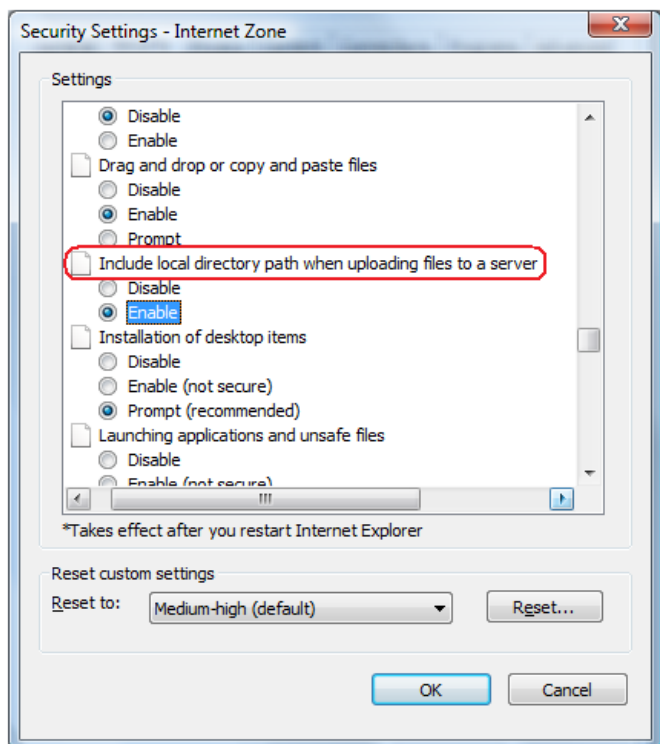 Security Settings - Internet Zone
Settings
Disable
Enable
Drag and drop or copy and paste files
Disable
Enable
Prompt
Include local directory path when uploading files to a server
Disable
Enable
Installation of desktop items
Disable
Enable (not secure)
Prompt (recommended)
Launching applications and unsafe files
Disable
Enable (not secure)
*Takes effect after you restart Internet Explorer
Reset custom settings
Reset to: Medium-high (default) Reset...
OK Cancel